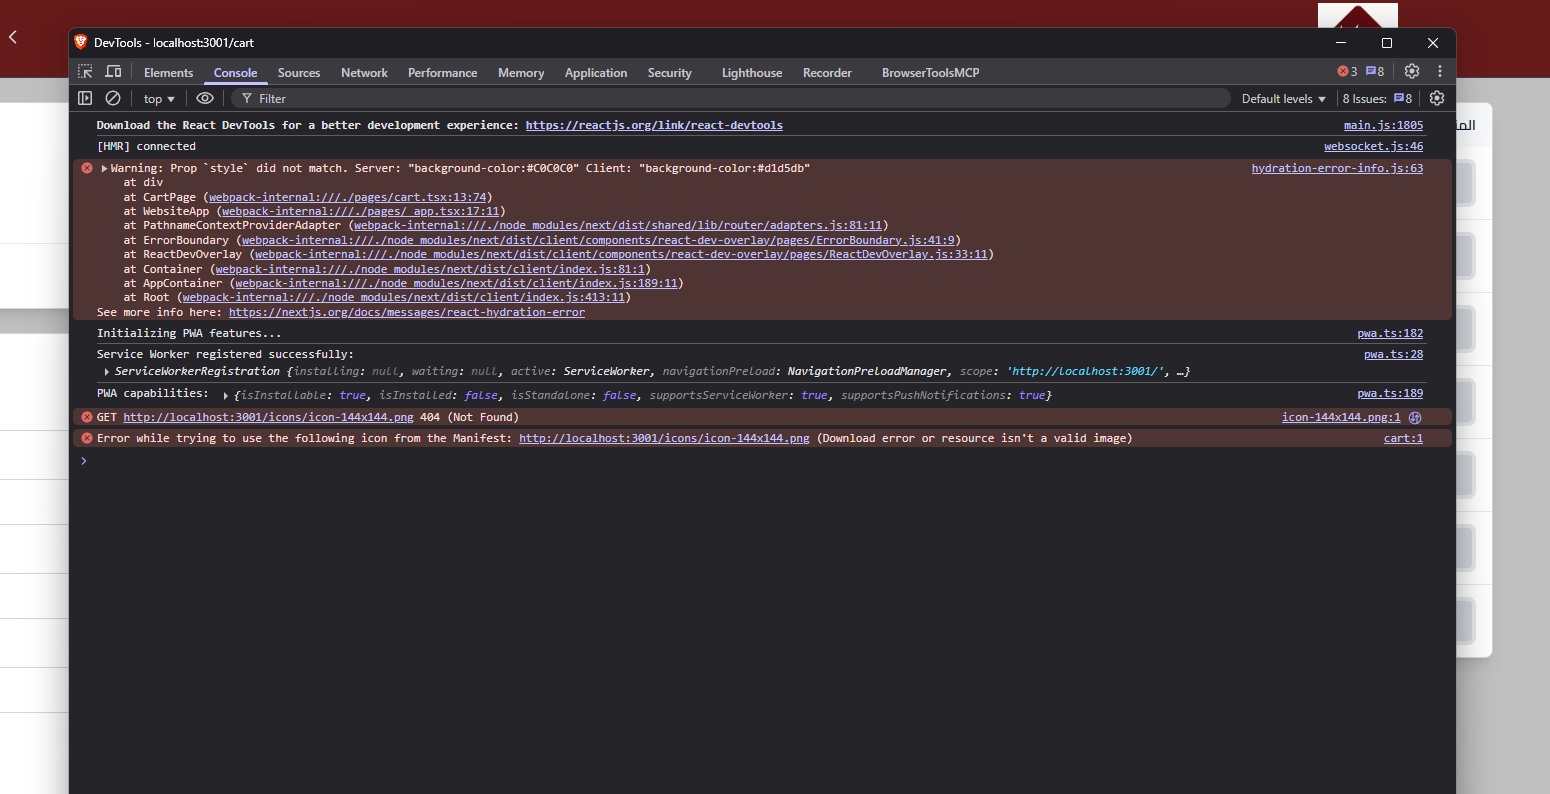 DevTools - localhost:3001/cart
Elements Console Sources Network Performance Memory Application Security Lighthouse Recorder BrowserToolsMCP 3 8
top Filter Default levels 8 Issues: 8
Download the React DevTools for a better development experience: https://reactjs.org/link/react-devtools main.js:1805
[HMR] connected websocket.js:46
Warning: Prop `style` did not match. Server: "background-color:#C0C0C0" Client: "background-color:#d1d5db" hydration-error-info.js:63
at div
at CartPage (webpack-internal:///./pages/cart.tsx:13:74)
at WebsiteApp (webpack-internal:///./pages/_app.tsx:17:11)
at PathnameContextProviderAdapter (webpack-internal:///./node_modules/next/dist/shared/lib/router/adapters.js:81:11)
at ErrorBoundary (webpack-internal:///./node_modules/next/dist/client/components/react-dev-overlay/pages/ErrorBoundary.js:41:9)
at ReactDevOverlay (webpack-internal:///./node_modules/next/dist/client/components/react-dev-overlay/pages/ReactDevOverlay.js:33:11)
at Container (webpack-internal:///./node_modules/next/dist/client/index.js:81:1)
at AppContainer (webpack-internal:///./node_modules/next/dist/client/index.js:189:11)
at Root (webpack-internal:///./node_modules/next/dist/client/index.js:413:11)
See more info here: https://nextjs.org/docs/messages/react-hydration-error
Initializing PWA features... pwa.ts:182
Service Worker registered successfully: pwa.ts:28
ServiceWorkerRegistration {installing: null, waiting: null, active: ServiceWorker, navigationPreload: NavigationPreloadManager, scope: 'http://localhost:3001/', …}
PWA capabilities: {isInstallable: true, isInstalled: false, isStandalone: false, supportsServiceWorker: true, supportsPushNotifications: true} pwa.ts:189
GET http://localhost:3001/icons/icon-144x144.png 404 (Not Found) icon-144x144.png:1
Error while trying to use the following icon from the Manifest: http://localhost:3001/icons/icon-144x144.png (Download error or resource isn't a valid image) cart:1